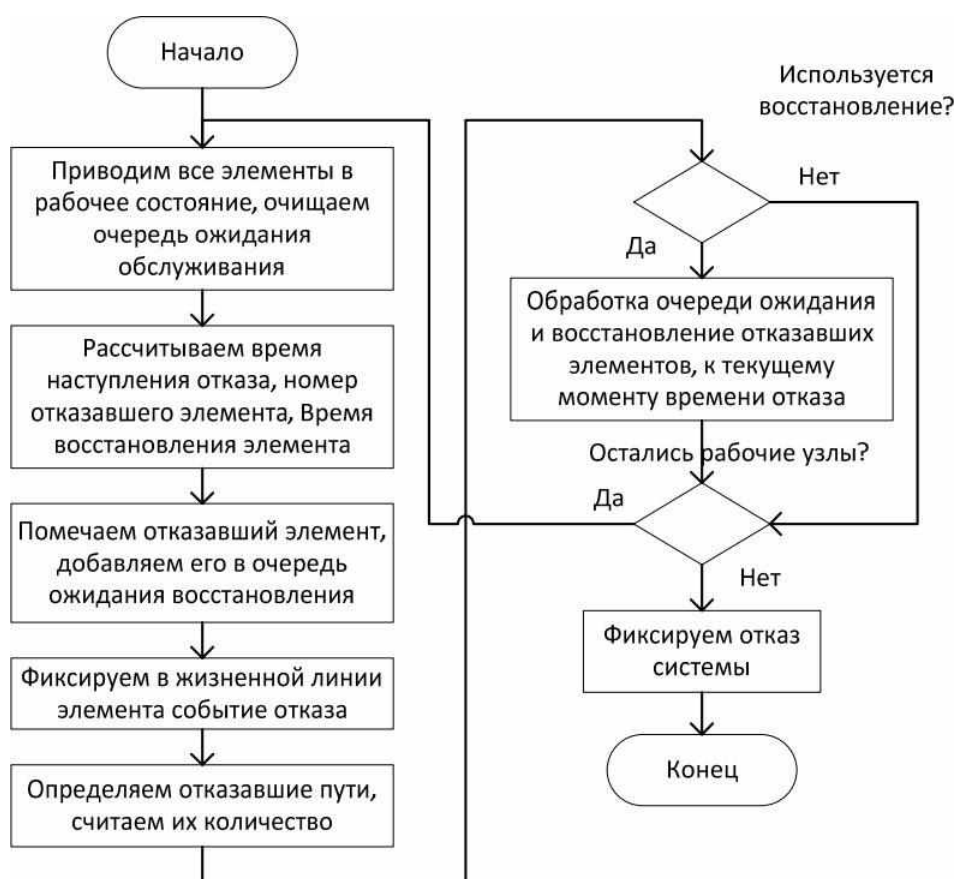 Начало
Приводим все элементы в
рабочее состояние, очищаем
очередь ожидания
обслуживания
Рассчитываем время
наступления отказа, номер
отказавшего элемента, Время
восстановления элемента
Помечаем отказавший элемент,
добавляем его в очередь
ожидания восстановления
Фиксируем в жизненной линии
элемента событие отказа
Определяем отказавшие пути,
считаем их количество
Используется
восстановление?
Нет
Да
Обработка очереди ожидания
и восстановление отказавших
элементов, к текущему
моменту времени отказа
Остались рабочие узлы?
Да
Нет
Фиксируем отказ
системы
Конец